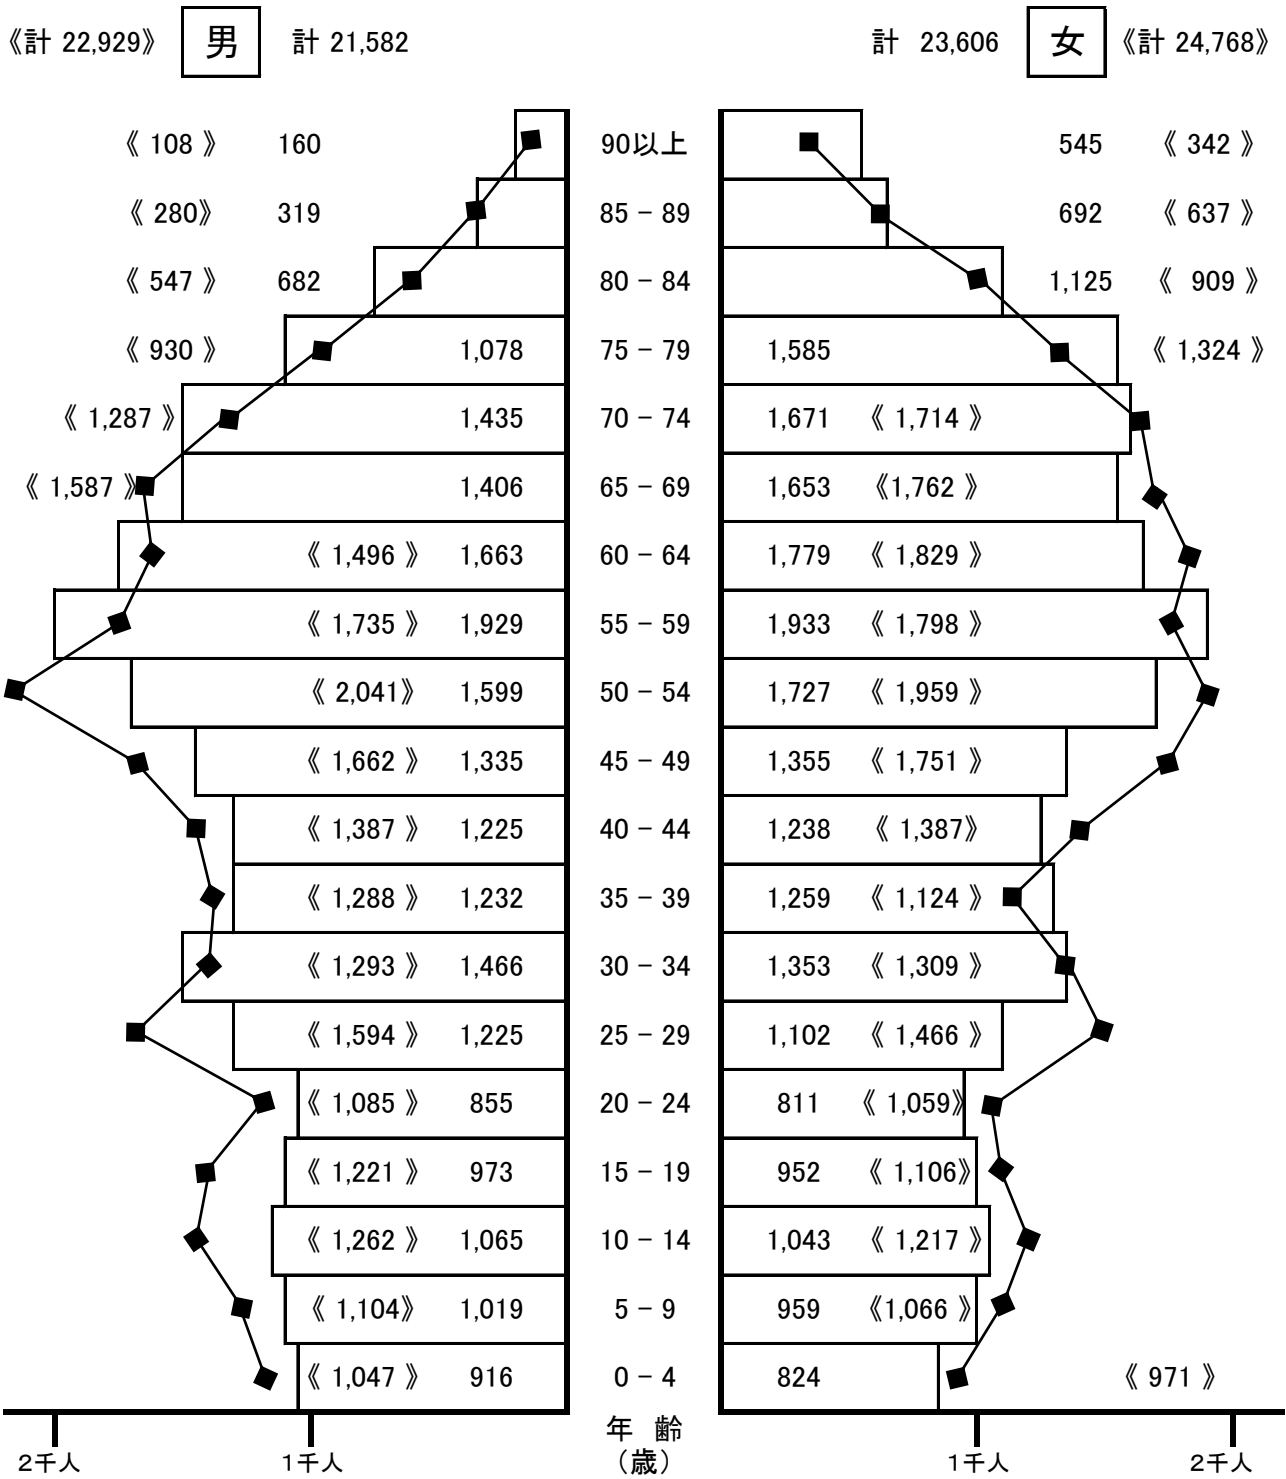 《計 22,929》 男 計 21,582 計 23,606 女 《計 24,768》
《 108 》 160 90以上 545 《 342 》
《 280》 319 85 − 89 692 《 637 》
《 547 》 682 80 − 84 1,125 《 909 》
《 930 》 1,078 75 − 79 1,585 《 1,324 》
《 1,287 》 1,435 70 − 74 1,671 《 1,714 》
《 1,587 》 1,406 65 − 69 1,653 《1,762 》
《 1,496 》 1,663 60 − 64 1,779 《 1,829 》
《 1,735 》 1,929 55 − 59 1,933 《 1,798 》
《 2,041》 1,599 50 − 54 1,727 《 1,959 》
《 1,662 》 1,335 45 − 49 1,355 《 1,751 》
《 1,387 》 1,225 40 − 44 1,238 《 1,387》
《 1,288 》 1,232 35 − 39 1,259 《 1,124 》
《 1,293 》 1,466 30 − 34 1,353 《 1,309 》
《 1,594 》 1,225 25 − 29 1,102 《 1,466 》
《 1,085 》 855 20 − 24 811 《 1,059》
《 1,221 》 973 15 − 19 952 《 1,106》
《 1,262 》 1,065 10 − 14 1,043 《 1,217 》
《 1,104》 1,019 5 − 9 959 《1,066 》
《 1,047 》 916 0 − 4 824 《 971 》
年 齢
2千人 1千人 （歳） 1千人 2千人